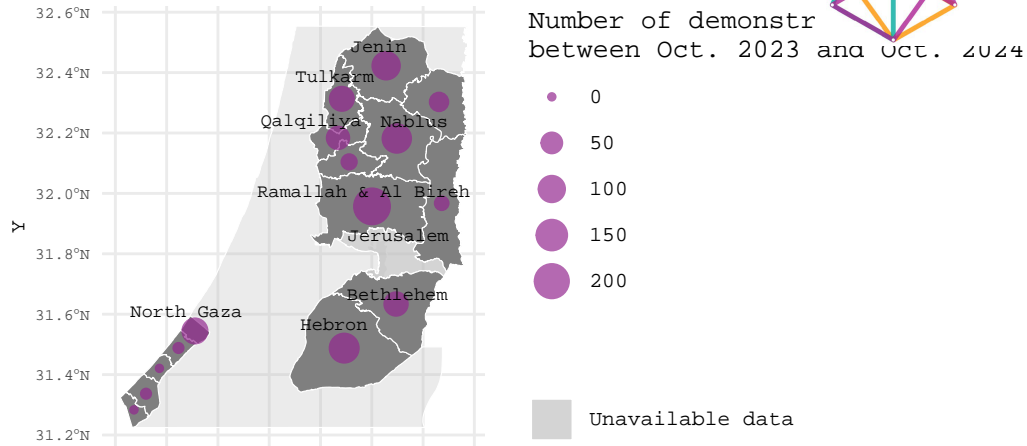 32.6°N
32.4°N
32.2°N
32.0°N
31.8°N
31.6°N
31.4°N
31.2°N
Y
Jenin
Tulkarm
Qalqiliya
Nablus
Ramallah & Al Bireh
Jerusalem
Bethlehem
Hebron
North Gaza
Number of demonstr
between Oct. 2023 and Oct. 2024
0
50
100
150
200
Unavailable data